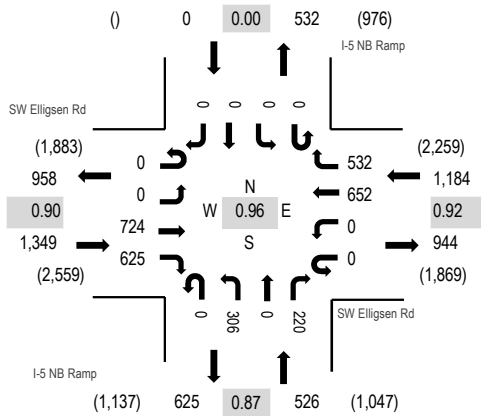 () 0 0.00 532 (976)
I-5 NB Ramp
SW Elligsen Rd
0 0 0 0
(1,883) (2,259)
958 0 532 1,184
0 N 652
0.90 W 0.96 E 0.92
724 S 0
1,349 625 0 944
(2,559) (1,869)
0 306 0 220
SW Elligsen Rd
I-5 NB Ramp
(1,137) 625 0.87 526 (1,047)